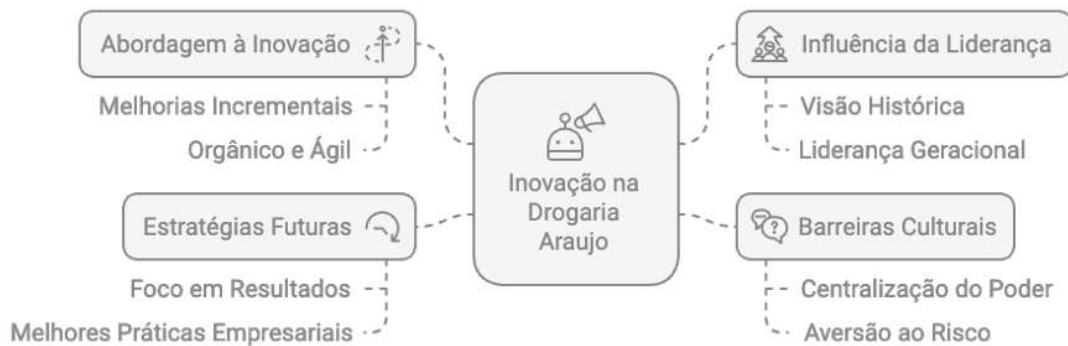 Abordagem à Inovação
Melhorias Incrementais
Orgânico e Ágil
Estratégias Futuras
Foco em Resultados
Melhores Práticas Empresariais
Inovação na
Drogaria
Araujo
Influência da Liderança
Visão Histórica
Liderança Geracional
Barreiras Culturais
Centralização do Poder
Aversão ao Risco